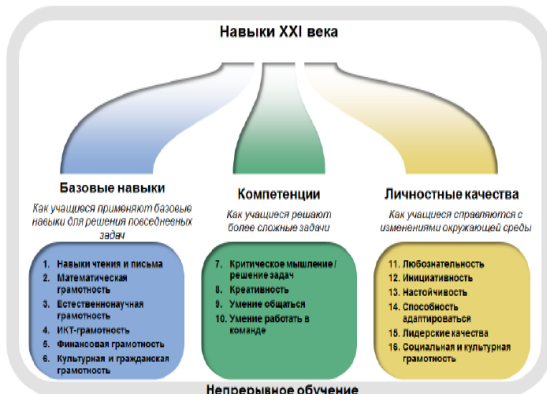 Навыки XXI века
Базовые навыки
Как учащиеся применяют базовые
навыки для решения повседневных
задач
1. Навыки чтения и письма
2. Математическая
грамотность
3. Естественнонаучная
грамотность
4. ИКТ-грамотность
5. Финансовая грамотность
6. Культурная и гражданская
грамотность
Компетенции
Как учащиеся решают
более сложные задачи
7. Критическое мышление /
решение задач
8. Креативность
9. Умение общаться
10. Умение работать в
команде
Личностные качества
Как учащиеся справляются с
изменениями окружающей среды
11. Любознательность
12. Инициативность
13. Настойчивость
14. Способность
адаптироваться
15. Лидерские качества
16. Социальная и культурная
грамотность
Непрерывное обучение